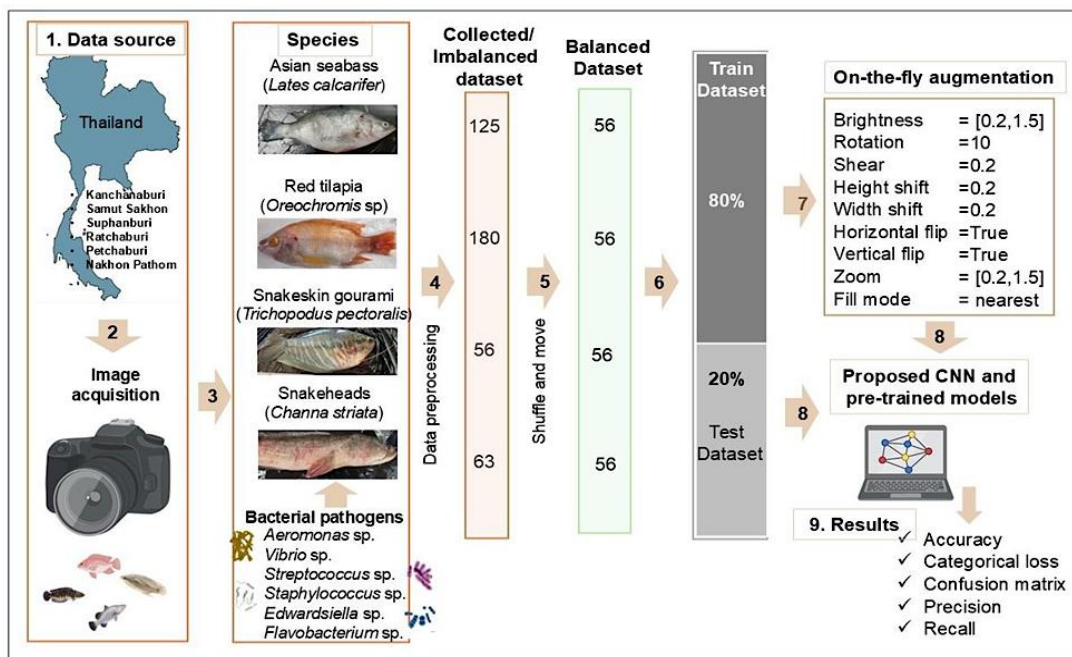 1. Data source
Thailand
• Kanchanaburi
• Samut Sakhon
• Suphanburi
• Ratchaburi
• Petchaburi
• Nakhon Pathom
2
Image
acquisition
3
Species
Asian seabass
(Lates calcarifer)
Red tilapia
(Oreochromis sp)
Snakeskin gourami
(Trichopodus pectoralis)
Snakeheads
(Channa striata)
Bacterial pathogens
Aeromonas sp.
Vibrio sp.
Streptococcus sp.
Staphylococcus sp.
Edwardsiella sp.
Flavobacterium sp.
4
Data preprocessing
Collected/
Imbalanced
dataset
125
180
56
63
5
Shuffle and move
Balanced
Dataset
56
56
56
56
6
Train
Dataset
80%
20%
Test
Dataset
7
On-the-fly augmentation
Brightness = [0.2,1.5]
Rotation =10
Shear =0.2
Height shift =0.2
Width shift =0.2
Horizontal flip =True
Vertical flip =True
Zoom = [0.2,1.5]
Fill mode = nearest
8
8
Proposed CNN and
pre-trained models
9. Results
✓ Accuracy
✓ Categorical loss
✓ Confusion matrix
✓ Precision
✓ Recall